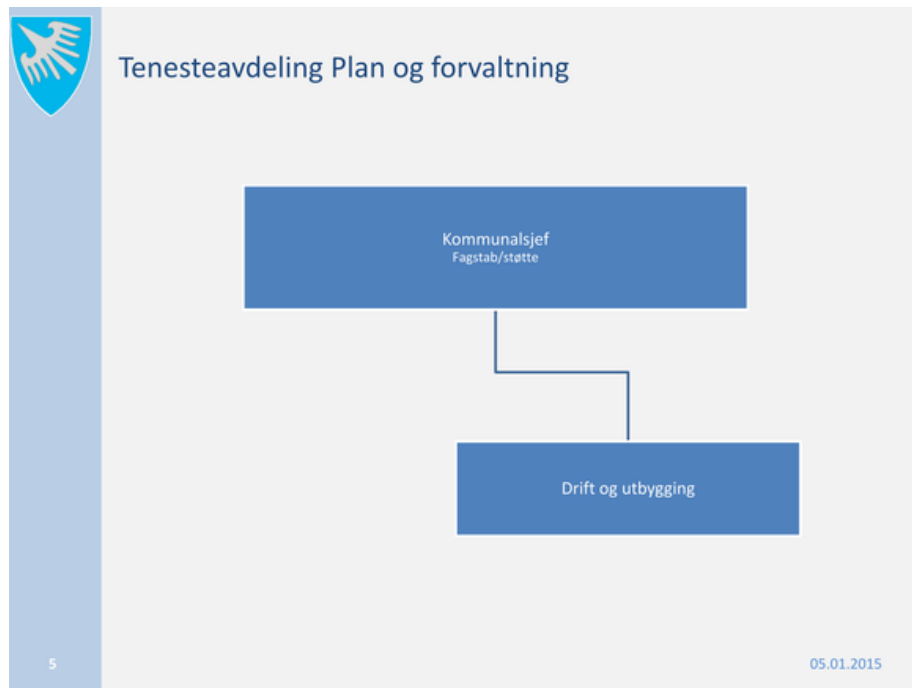 Tenesteavdeling Plan og forvaltning
Kommunalsjef
Fagstab/støtte
Drift og utbygging
5
05.01.2015